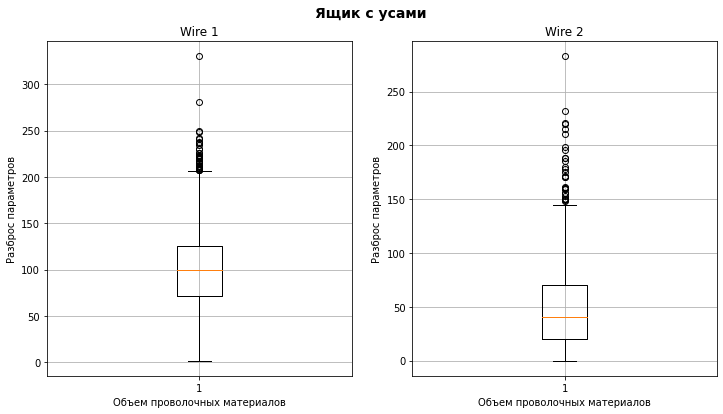 Ящик с усами
Wire 1
Разброс параметров
300
250
200
150
100
50
0
1
Объем проволочных материалов
Wire 2
Разброс параметров
250
200
150
100
50
0
1
Объем проволочных материалов